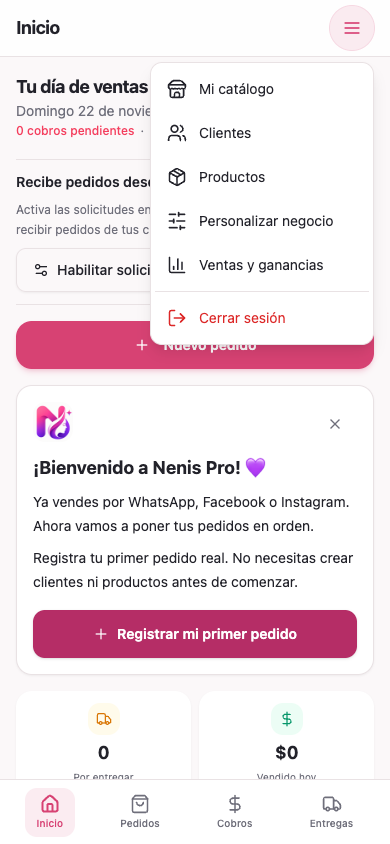 Inicio
Tu día de ventas
Domingo 22 de
0 cobros pendientes ·
Recibe pedidos
Activa las solicitudes
recibir pedidos de tus
Habilitar
Mi catálogo
Clientes
Productos
Personalizar negocio
Ventas y ganancias
Cerrar sesión
Nuevo pedido
¡Bienvenido a Nenis Pro! 💜
Ya vendes por WhatsApp, Facebook o Instagram.
Ahora vamos a poner tus pedidos en orden.
Registra tu primer pedido real. No necesitas crear
clientes ni productos antes de comenzar.
Registrar mi primer pedido
0
Por entregar
$0
Vendido hoy
Inicio
Pedidos
Cobros
Entregas